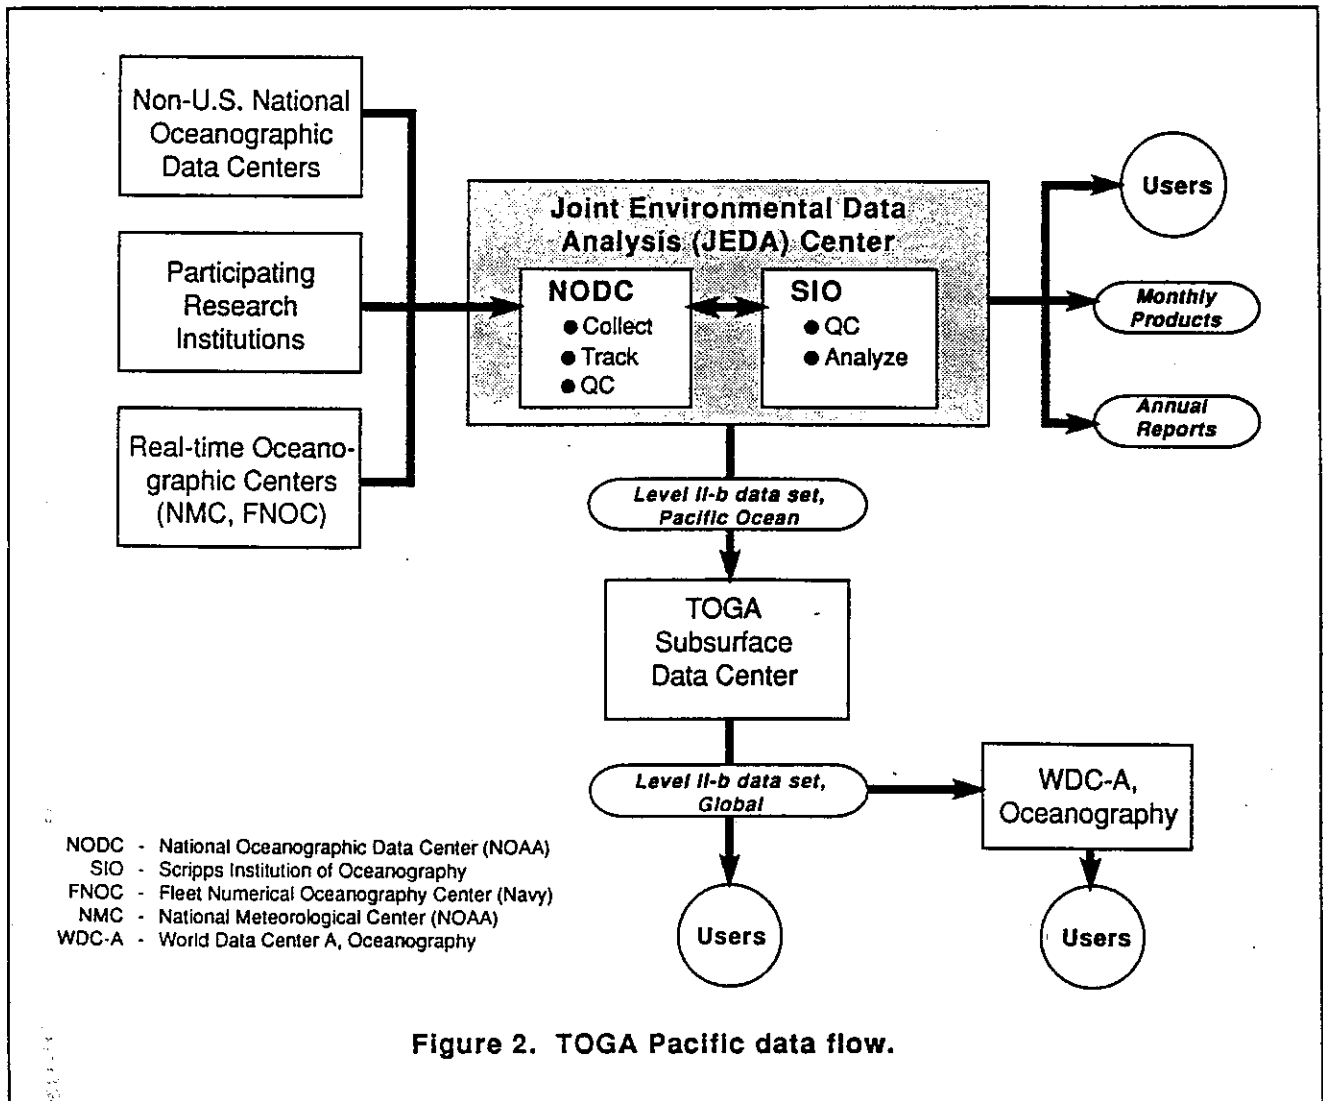 Non-U.S. National
Oceanographic
Data Centers
Participating
Research
Institutions
Real-time Oceano-
graphic Centers
(NMC, FNOC)
Joint Environmental Data
Analysis (JEDA) Center
NODC
● Collect
● Track
● QC
SIO
● QC
● Analyze
Users
Monthly
Products
Annual
Reports
Level II-b data set,
Pacific Ocean
TOGA
Subsurface
Data Center
Level II-b data set,
Global
WDC-A,
Oceanography
Users
Users
NODC - National Oceanographic Data Center (NOAA)
SIO - Scripps Institution of Oceanography
FNOC - Fleet Numerical Oceanography Center (Navy)
NMC - National Meteorological Center (NOAA)
WDC-A - World Data Center A, Oceanography
Figure 2. TOGA Pacific data flow.